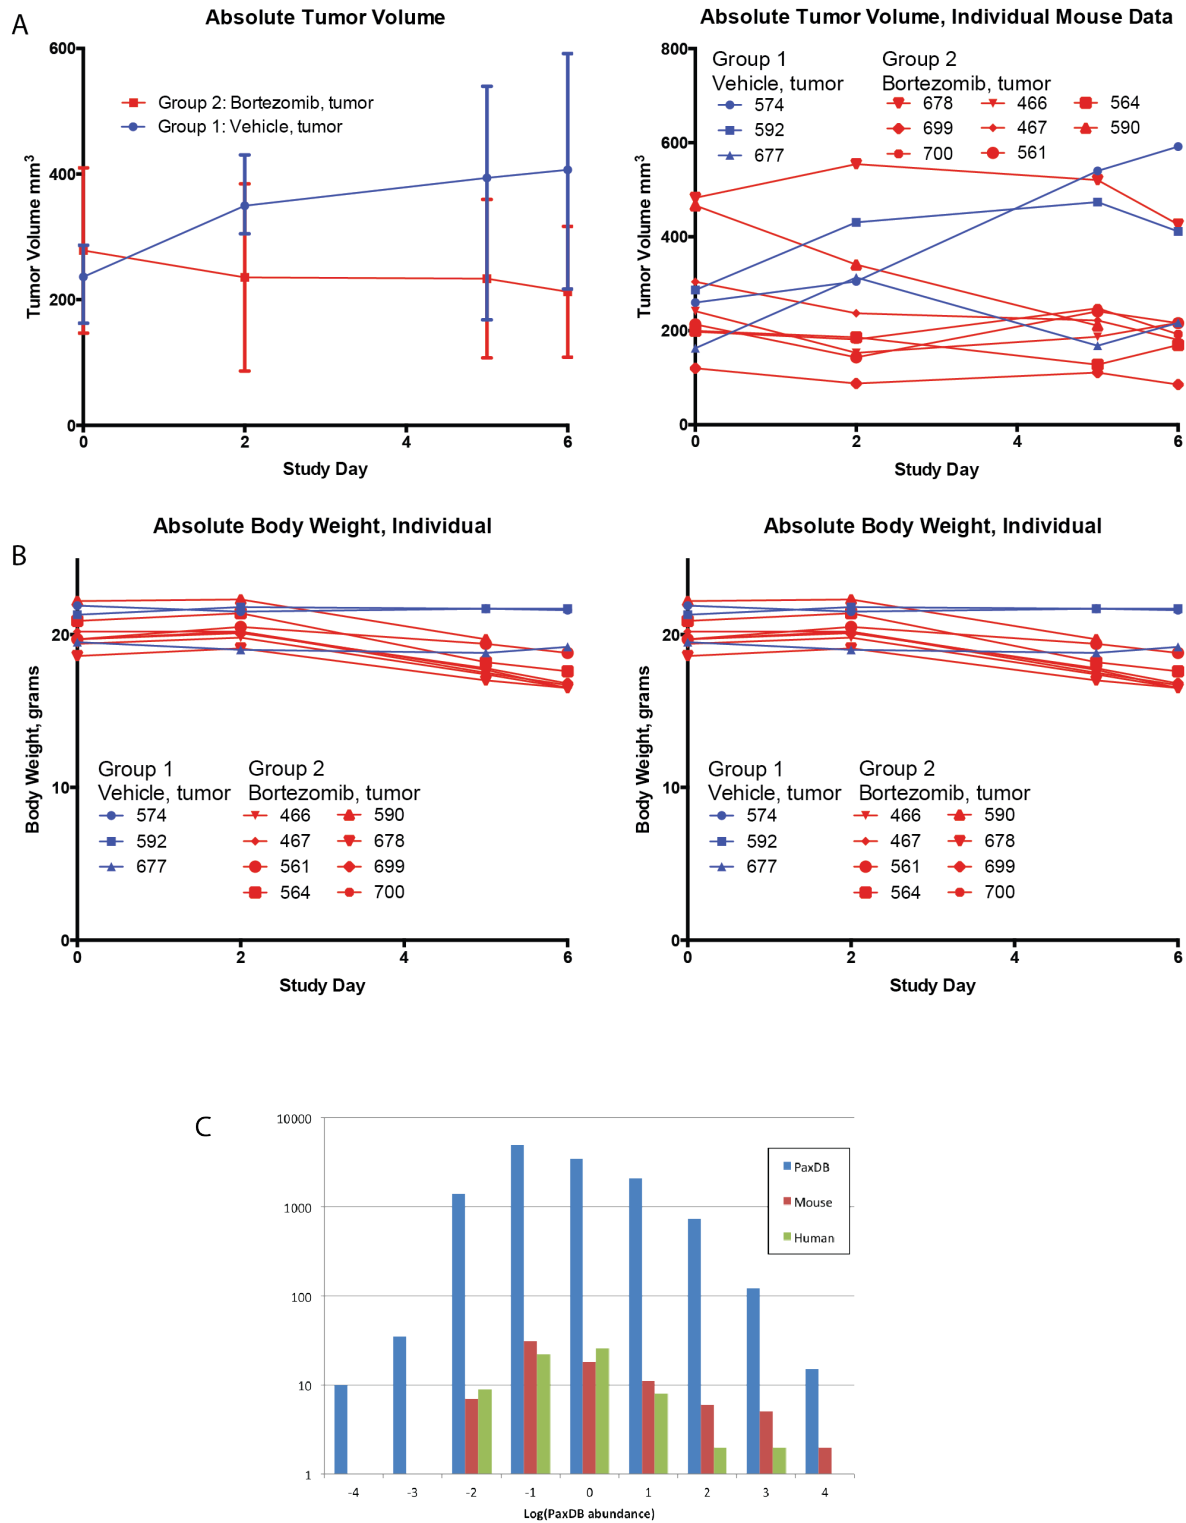 A
Absolute Tumor Volume
600
400
200
0
0 2 4 6
Tumor Volume mm3
Study Day
Group 2: Bortezomib, tumor
Group 1: Vehicle, tumor
Absolute Tumor Volume, Individual Mouse Data
800
600
400
200
0
0 2 4 6
Tumor Volume mm3
Study Day
Group 1
Vehicle, tumor
574
592
677
Group 2
Bortezomib, tumor
678 466 564
699 467 590
700 561
B
Absolute Body Weight, Individual
20
10
0
0 2 4 6
Body Weight, grams
Study Day
Group 1
Vehicle, tumor
574
592
677
Group 2
Bortezomib, tumor
466 590
467 678
561 699
564 700
Absolute Body Weight, Individual
20
10
0
0 2 4 6
Body Weight, grams
Study Day
Group 1
Vehicle, tumor
574
592
677
Group 2
Bortezomib, tumor
466 590
467 678
561 699
564 700
C
10000
1000
100
10
1
-4 -3 -2 -1 0 1 2 3 4
Log(PaxDB abundance)
PaxDB
Mouse
Human